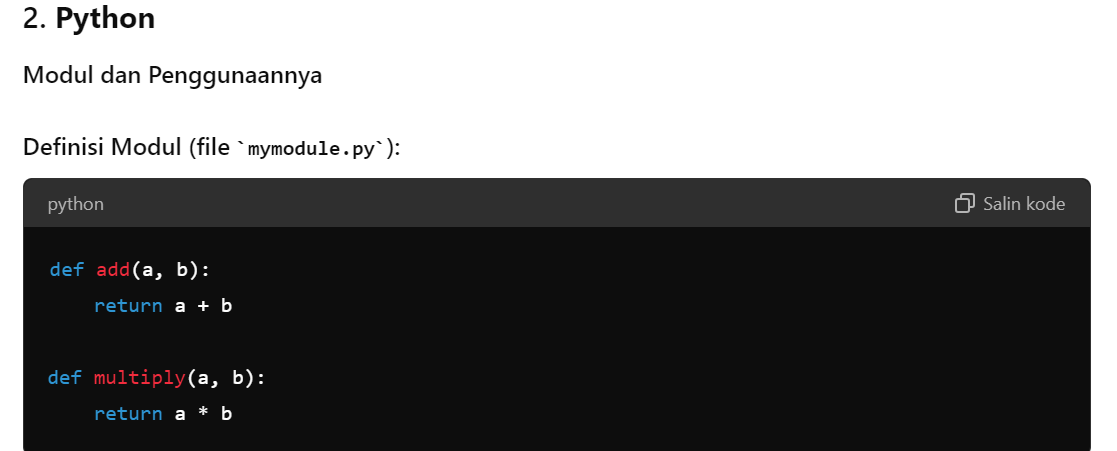 2. Python
Modul dan Penggunaannya
Definisi Modul (file `mymodule.py`):
python
Salin kode
def add(a, b):
    return a + b
def multiply(a, b):
    return a * b